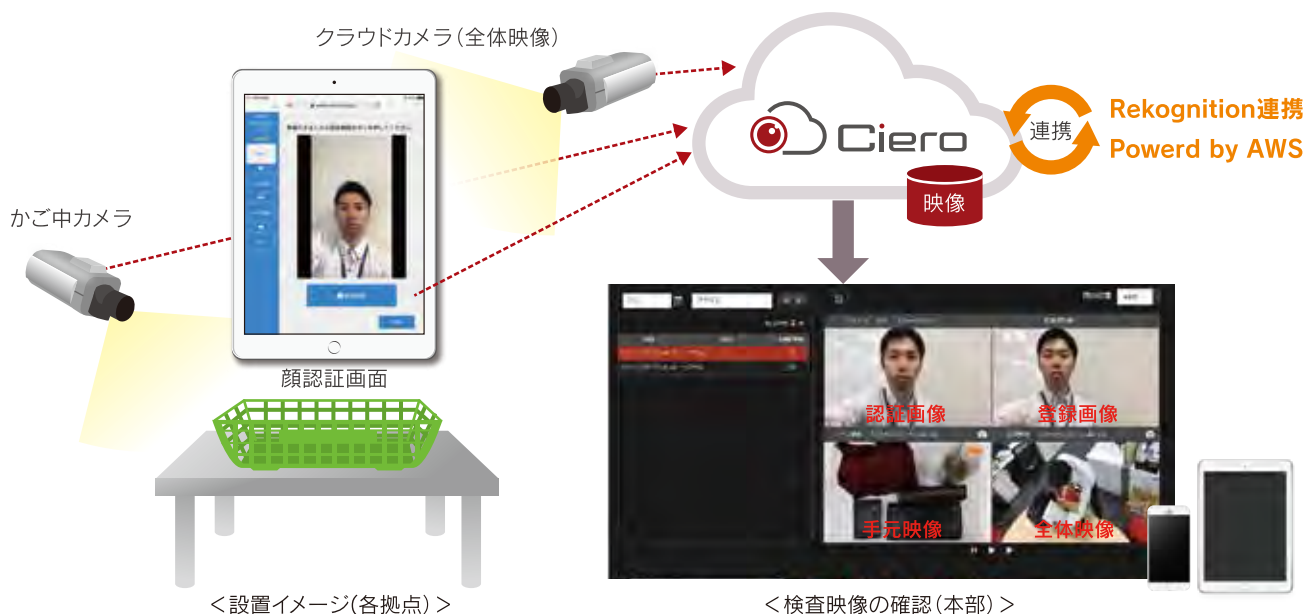 クラウドカメラ(全体映像)
Ciero
映像
連携
Rekognition連携
Powerd by AWS
かご中カメラ
顔認証画面
認証画像
登録画像
手元映像
全体映像
<設置イメージ(各拠点)>
<検査映像の確認(本部)>